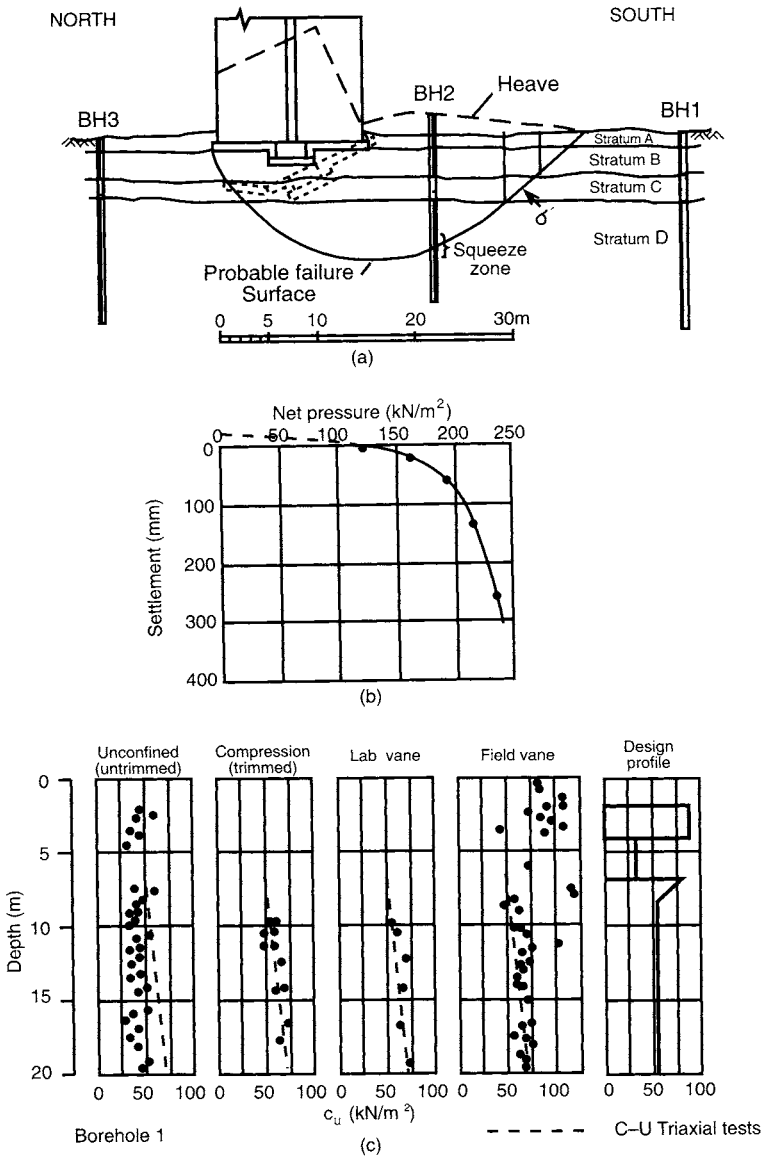 NORTH
SOUTH
BH3
BH2
Heave
BH1
Stratum A
Stratum B
Stratum C
σ
Stratum D
} Squeeze
zone
Probable failure
Surface
0 5 10 20 30m
(a)
Net pressure (kN/m²)
0 50 100 150 200 250
0
100
200
300
400
Settlement (mm)
(b)
Unconfined
(untrimmed)
Compression
(trimmed)
Lab vane
Field vane
Design
profile
0
5
10
15
20
Depth (m)
0 50 100 0 50 100 0 50 100 0 50 100 0 50 100
cᵤ (kN/m²)
Borehole 1
C–U Triaxial tests
(c)